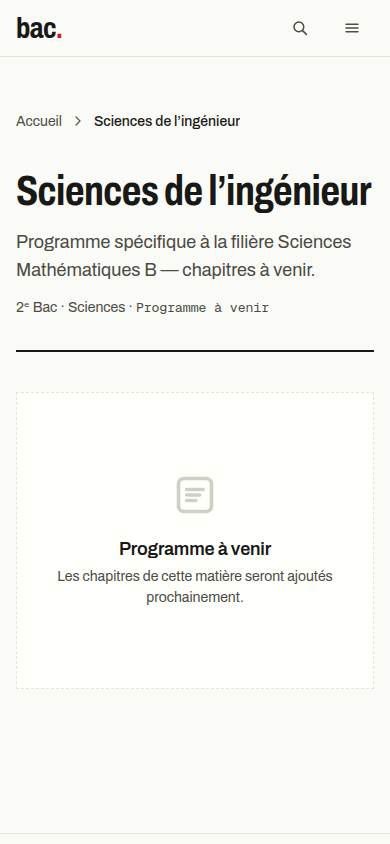 bac.
Accueil > Sciences de l’ingénieur
Sciences de l’ingénieur
Programme spécifique à la filière Sciences
Mathématiques B — chapitres à venir.
2ᵉ Bac · Sciences · Programme à venir
Programme à venir
Les chapitres de cette matière seront ajoutés
prochainement.